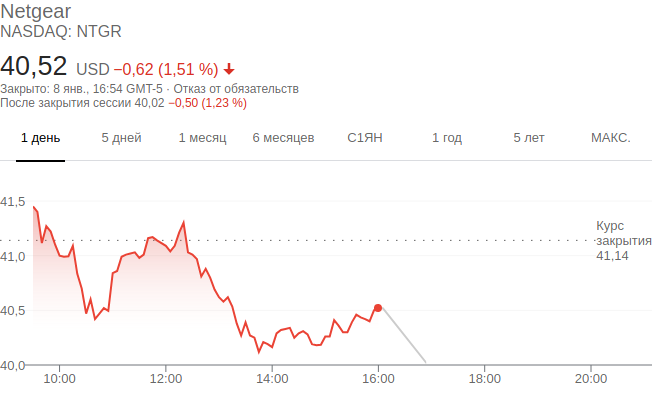 Netgear
NASDAQ: NTGR
40,52 USD −0,62 (1,51 %)
Закрыто: 8 янв., 16:54 GMT-5 · Отказ от обязательств
После закрытия сессии 40,02 −0,50 (1,23 %)
1 день 5 дней 1 месяц 6 месяцев С1ЯН 1 год 5 лет МАКС.
41,5
Курс
закрытия
41,14
41,0
40,5
40,0
10:00 12:00 14:00 16:00 18:00 20:00